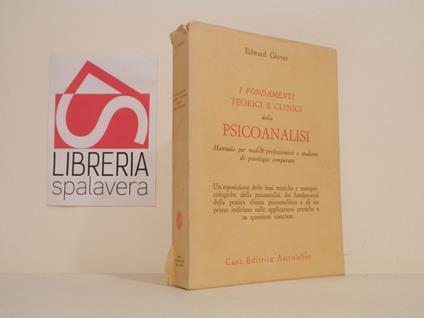 LIBRERIA
spalavera
Edward Glover
I FONDAMENTI
TEORICI E CLINICI
della
PSICOANALISI
Manuale per medici professionisti e studenti
di psicologia comparata
Un'esposizione delle basi teoriche e metapsi-
cologiche della psicoanalisi, dei fondamenti
della pratica clinica psicoanalitica e di un
primo indirizzo sulle applicazioni pratiche e
su questioni concrete.
Casa Editrice Astrolabio